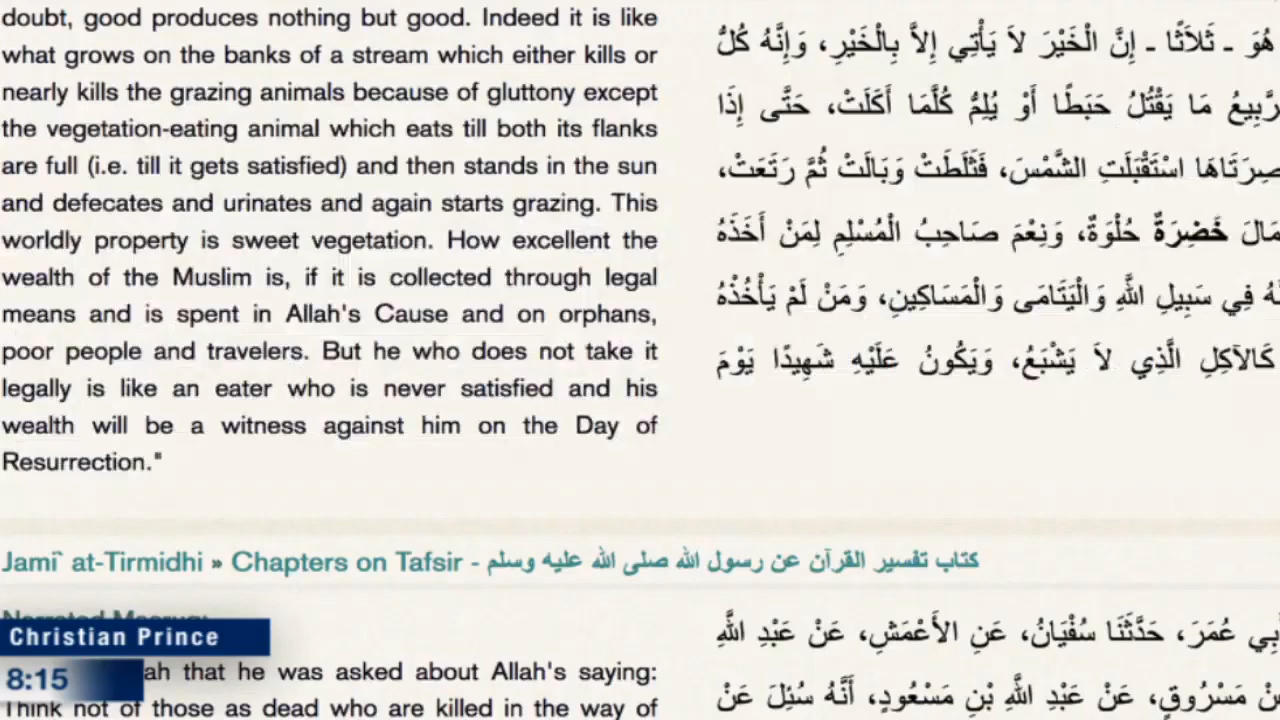 doubt, good produces nothing but good. Indeed it is like
what grows on the banks of a stream which either kills or
nearly kills the grazing animals because of gluttony except
the vegetation-eating animal which eats till both its flanks
are full (i.e. till it gets satisfied) and then stands in the sun
and defecates and urinates and again starts grazing. This
worldly property is sweet vegetation. How excellent the
wealth of the Muslim is, if it is collected through legal
means and is spent in Allah's Cause and on orphans,
poor people and travelers. But he who does not take it
legally is like an eater who is never satisfied and his
wealth will be a witness against him on the Day of
Resurrection."
هُوَ ـ ثَلاَثًا ـ إِنَّ الْخَيْرَ لاَ يَأْتِي إِلاَّ بِالْخَيْرِ، وَإِنَّهُ كُلُّ
رَّبِيعُ مَا يَقْتُلُ حَبَطًا أَوْ يُلِمُّ كُلَّمَا أَكَلَتْ، حَتَّى إِذَا
صِرَتَاهَا اسْتَقْبَلَتِ الشَّمْسَ، فَثَلَطَتْ وَبَالَتْ ثُمَّ رَتَعَتْ،
مَالَ خَضِرَةٌ حُلْوَةٌ، وَنِعْمَ صَاحِبُ الْمُسْلِمِ لِمَنْ أَخَذَهُ
لَهُ فِي سَبِيلِ اللَّهِ وَالْيَتَامَى وَالْمَسَاكِينِ، وَمَنْ لَمْ يَأْخُذْهُ
كَالآكِلِ الَّذِي لاَ يَشْبَعُ، وَيَكُونُ عَلَيْهِ شَهِيدًا يَوْمَ
Jami` at-Tirmidhi » Chapters on Tafsir - كتاب تفسير القرآن عن رسول الله صلى الله عليه وسلم
Christian Prince
8:15
ah that he was asked about Allah's saying:
Think not of those as dead who are killed in the way of
بِي عُمَرَ، حَدَّثَنَا سُفْيَانُ، عَنِ الأَعْمَشِ، عَنْ عَبْدِ اللَّهِ
نْ مَسْرُوقٍ، عَنْ عَبْدِ اللَّهِ بْنِ مَسْعُودٍ، أَنَّهُ سُئِلَ عَنْ